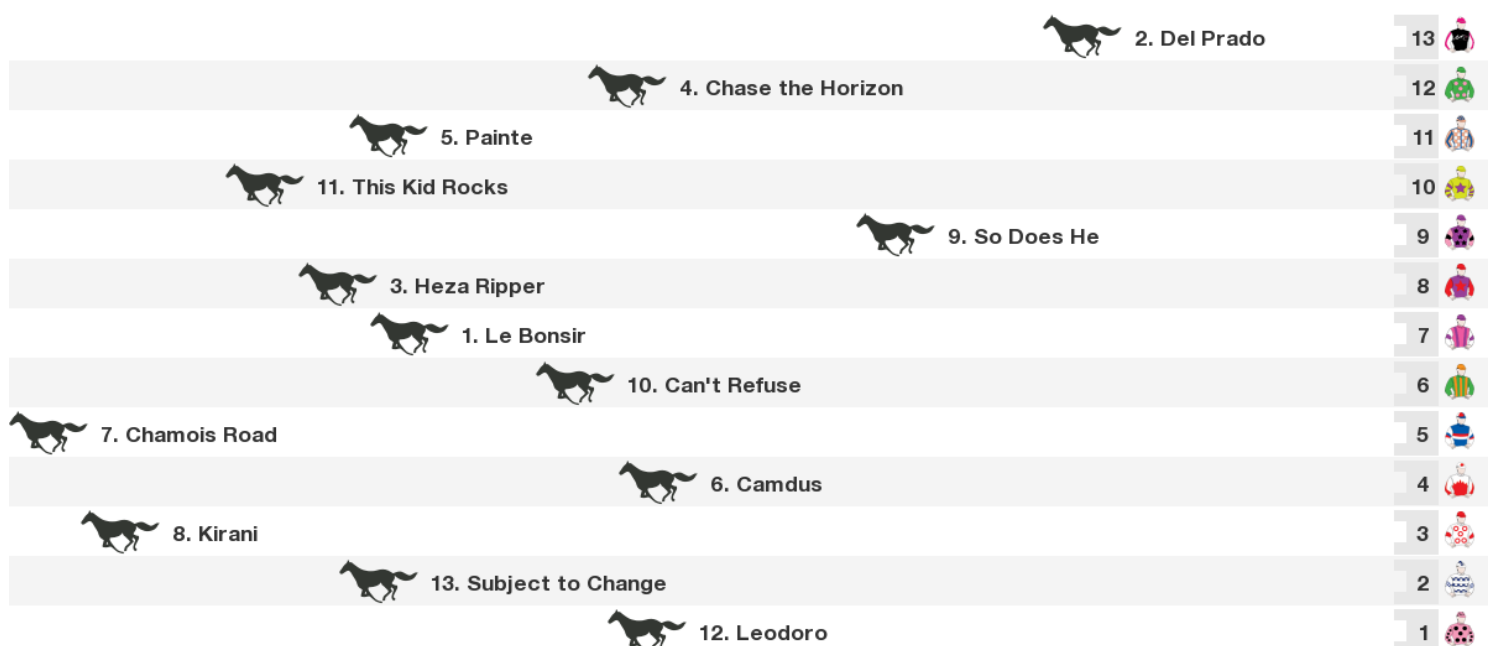 2. Del Prado 13
4. Chase the Horizon 12
5. Painte 11
11. This Kid Rocks 10
9. So Does He 9
3. Heza Ripper 8
1. Le Bonsir 7
10. Can't Refuse 6
7. Chamois Road 5
6. Camdus 4
8. Kirani 3
13. Subject to Change 2
12. Leodoro 1